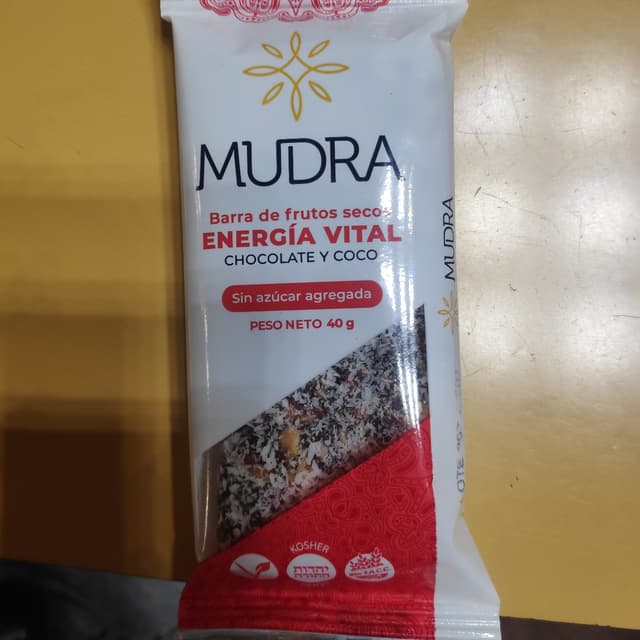 MUDRA
Barra de frutos secos
ENERGÍA VITAL
CHOCOLATE Y COCO
Sin azúcar agregada
PESO NETO 40 g
MUDRA
KOSHER